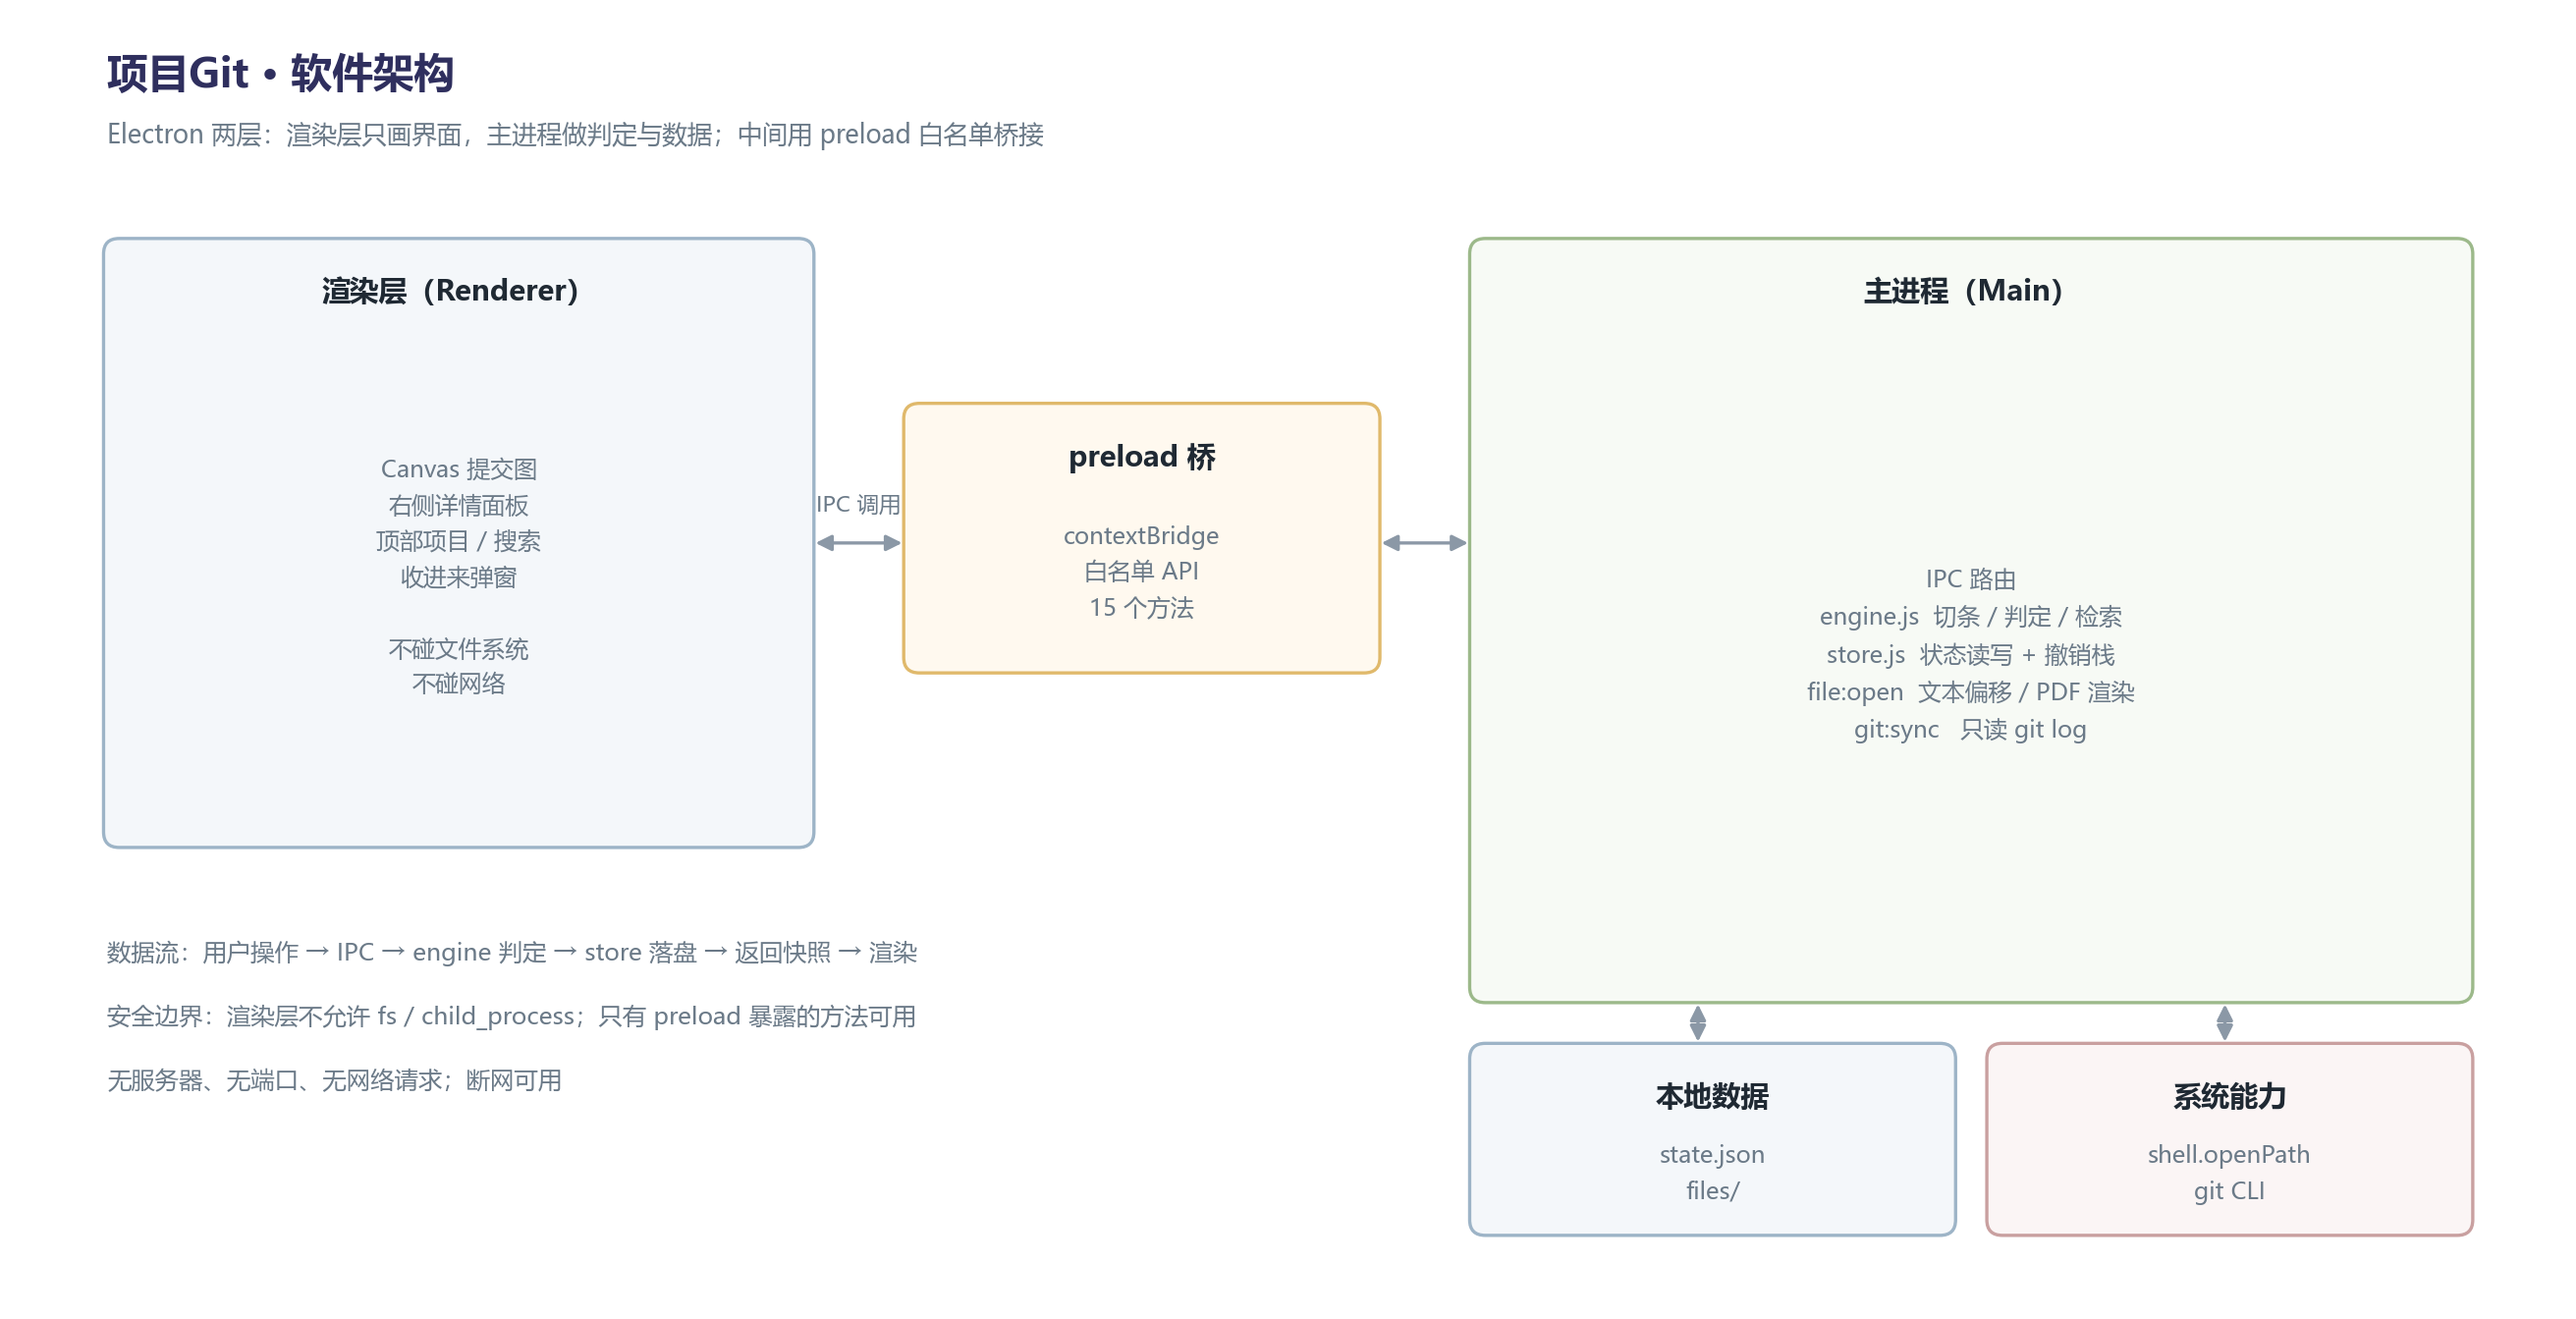 项目Git · 软件架构
Electron 两层：渲染层只画界面，主进程做判定与数据；中间用 preload 白名单桥接
渲染层（Renderer）
Canvas 提交图
右侧详情面板
顶部项目 / 搜索
收进来弹窗
不碰文件系统
不碰网络
IPC 调用
preload 桥
contextBridge
白名单 API
15 个方法
主进程（Main）
IPC 路由
engine.js 切条 / 判定 / 检索
store.js 状态读写 + 撤销栈
file:open 文本偏移 / PDF 渲染
git:sync 只读 git log
数据流：用户操作 → IPC → engine 判定 → store 落盘 → 返回快照 → 渲染
安全边界：渲染层不允许 fs / child_process；只有 preload 暴露的方法可用
无服务器、无端口、无网络请求；断网可用
本地数据
state.json
files/
系统能力
shell.openPath
git CLI